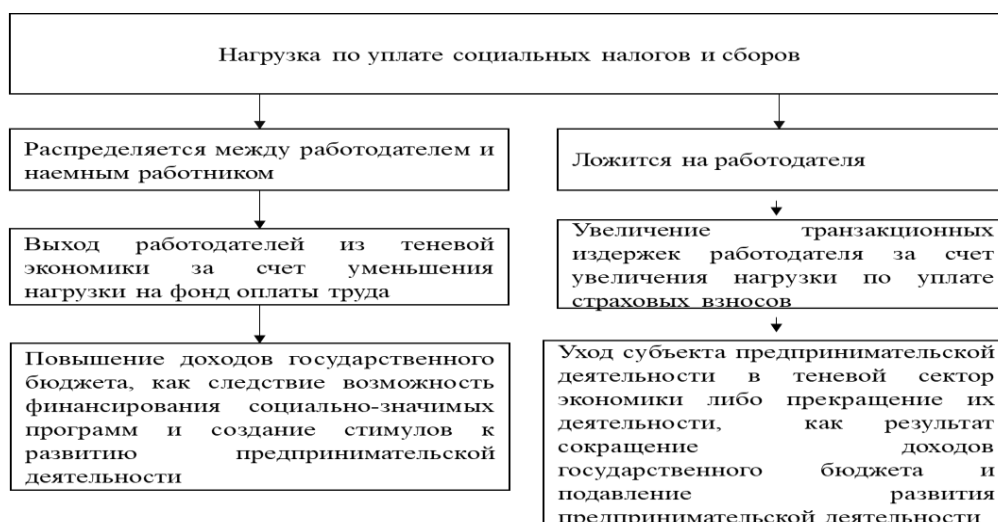 Нагрузка по уплате социальных налогов и сборов
Распределяется между работодателем и
наемным работником
Ложится на работодателя
Выход работодателей из теневой
экономики за счет уменьшения
нагрузки на фонд оплаты труда
Увеличение транзакционных
издержек работодателя за счет
увеличения нагрузки по уплате
страховых взносов
Повышение доходов государственного
бюджета, как следствие возможность
финансирования социально-значимых
программ и создание стимулов к
развитию предпринимательской
деятельности
Уход субъекта предпринимательской
деятельности в теневой сектор
экономики либо прекращение их
деятельности, как результат
сокращение доходов
государственного бюджета и
подавление развития
предпринимательской деятельности